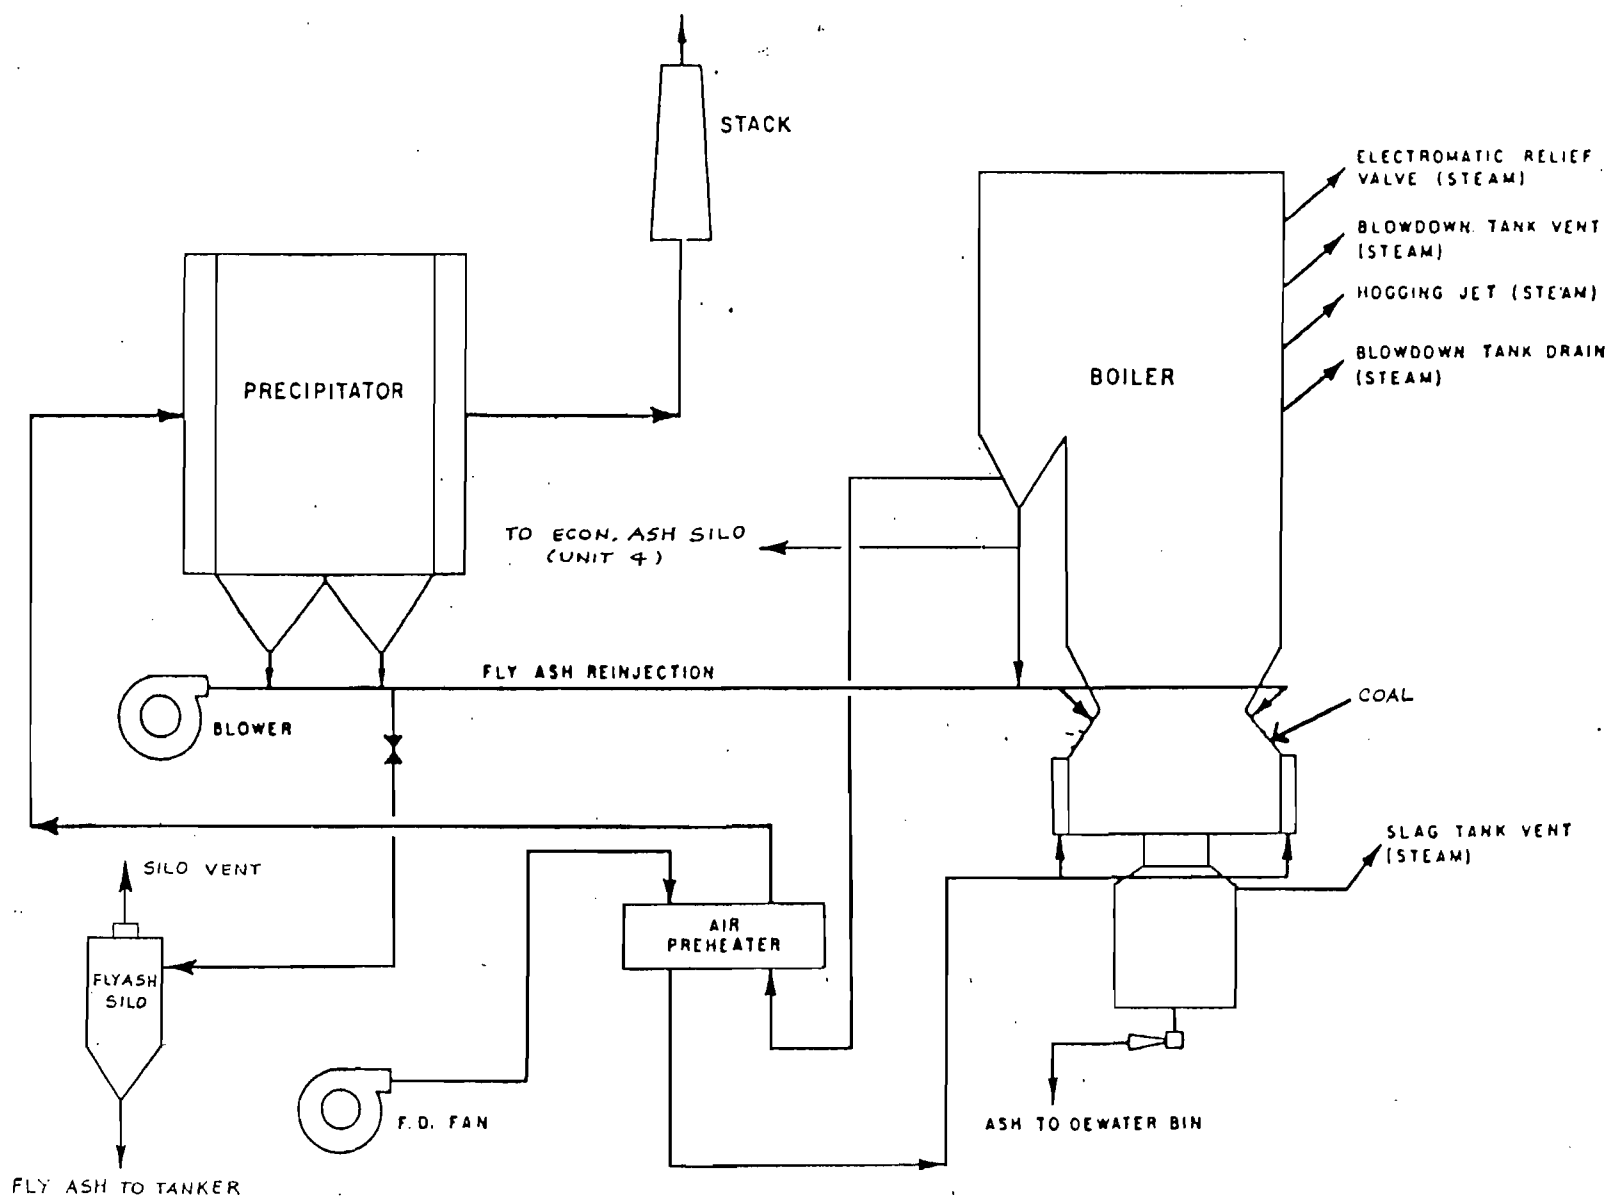 STACK
ELECTROMATIC RELIEF
VALVE (STEAM)
BLOWDOWN TANK VENT
(STEAM)
HOGGING JET (STEAM)
BLOWDOWN TANK DRAIN
(STEAM)
PRECIPITATOR
BOILER
TO ECON. ASH SILO
(UNIT 4)
FLY ASH REINJECTION
COAL
BLOWER
SLAG TANK VENT
(STEAM)
SILO VENT
AIR
PREHEATER
FLYASH
SILO
F.D. FAN
ASH TO DEWATER BIN
FLY ASH TO TANKER